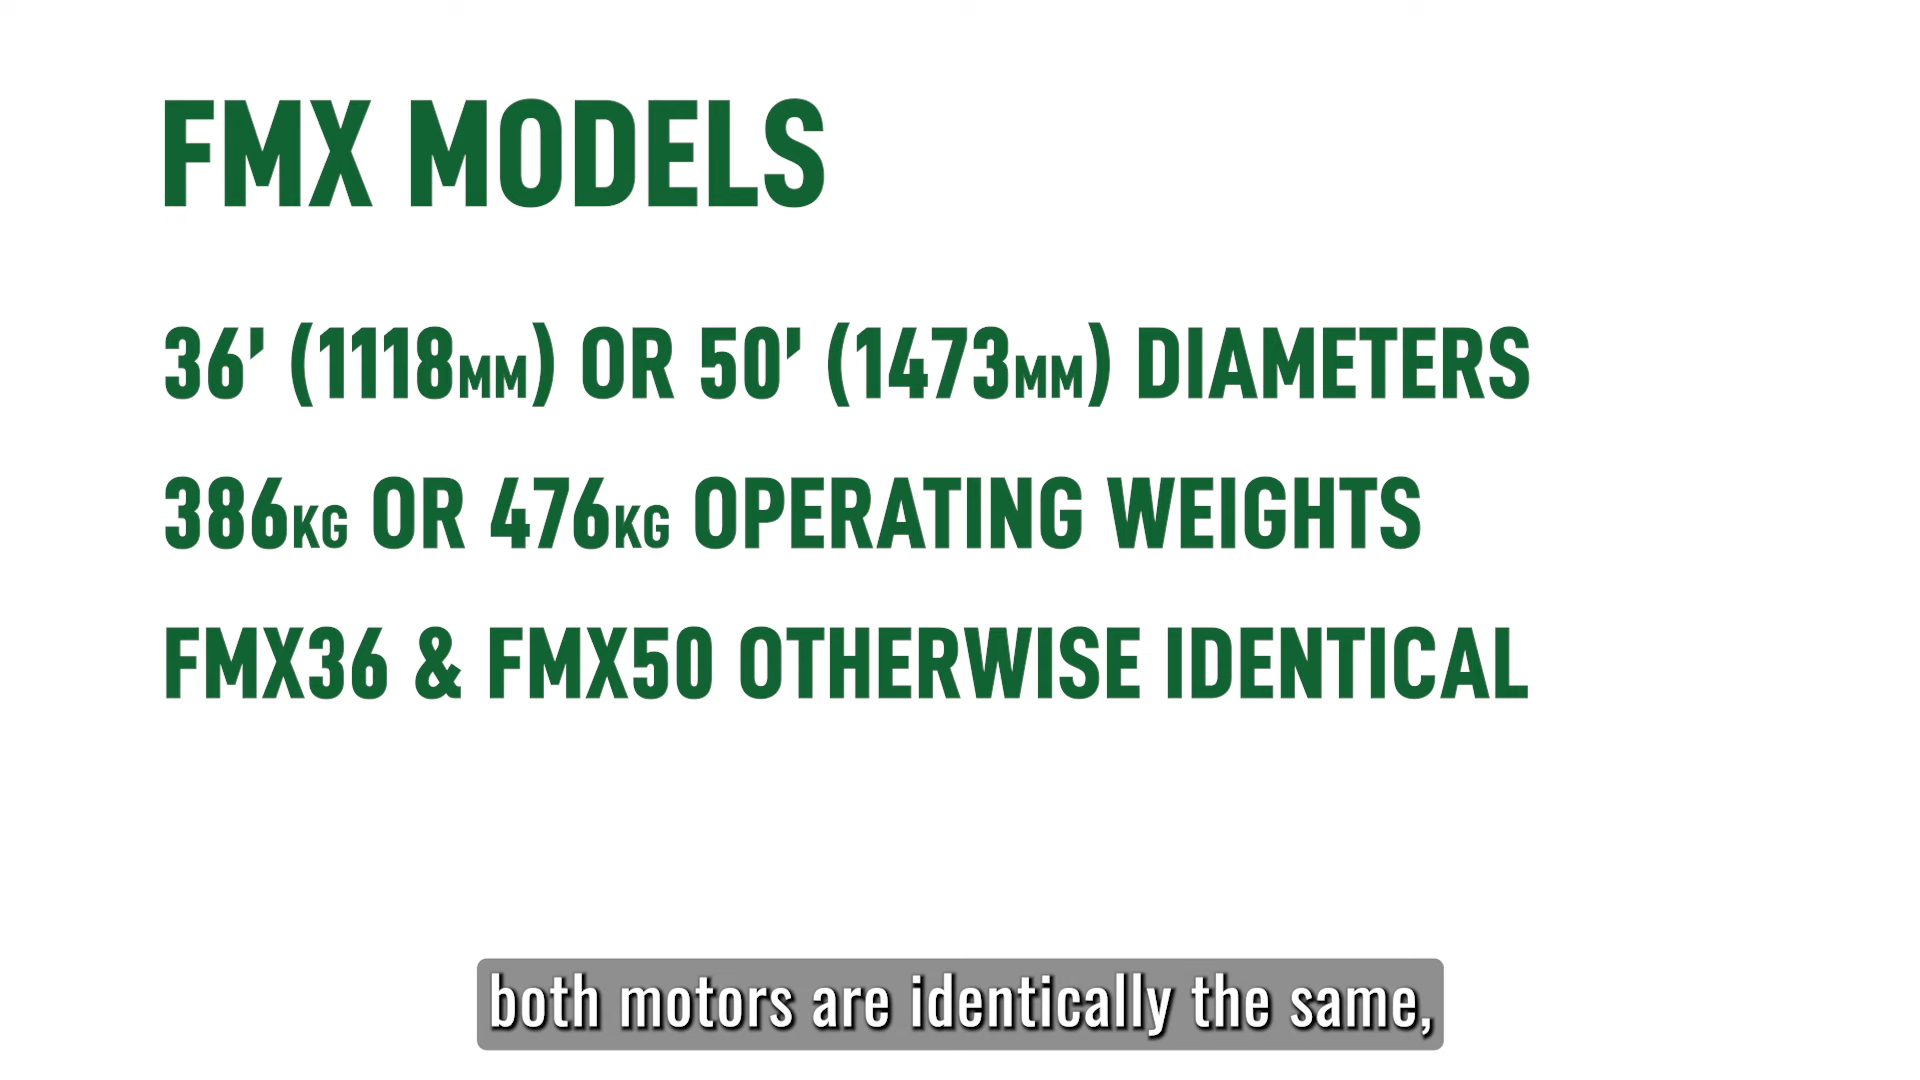 FMX MODELS
36’ (1118MM) OR 50’ (1473MM) DIAMETERS
386KG OR 476KG OPERATING WEIGHTS
FMX36 & FMX50 OTHERWISE IDENTICAL
both motors are identically the same,